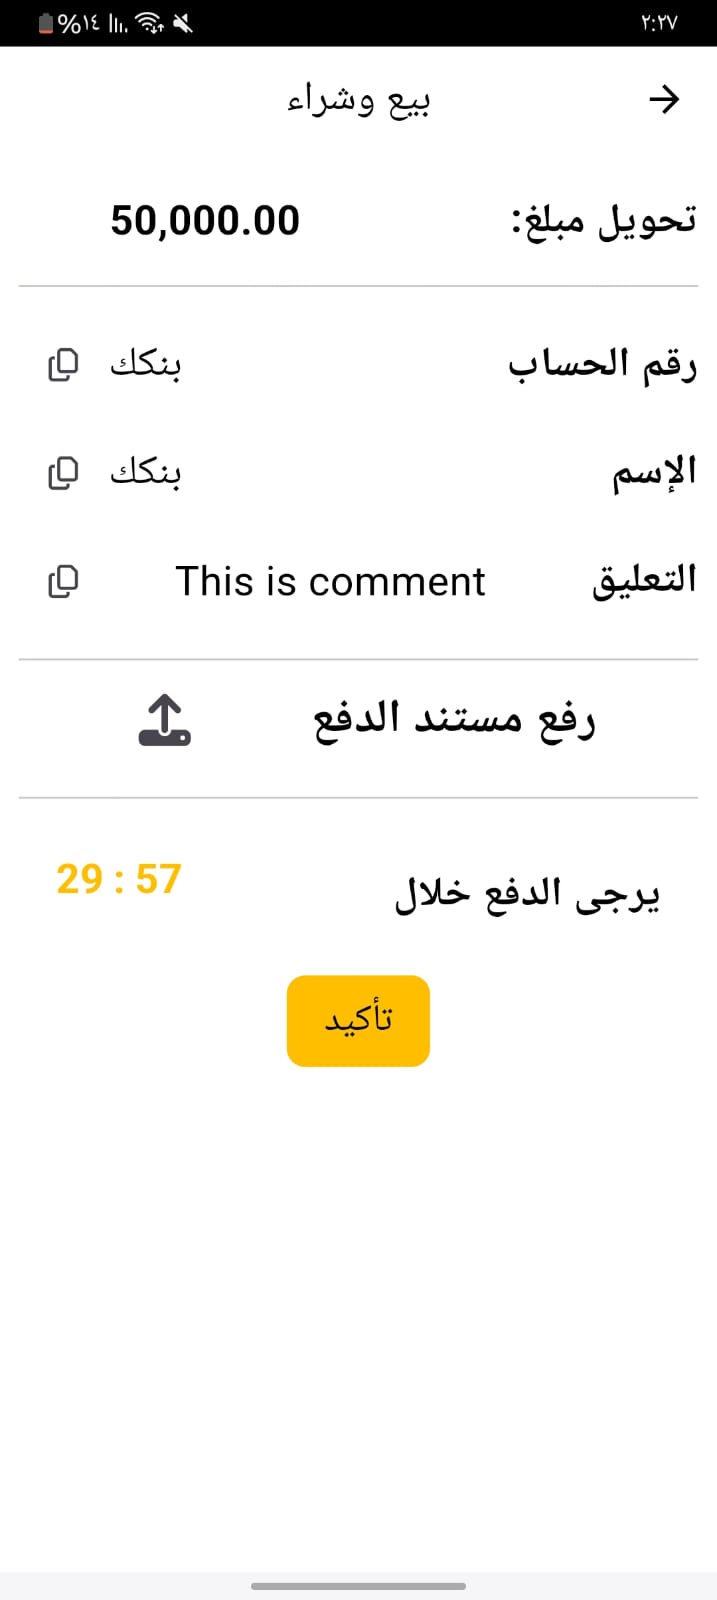 ٢:٢٧
%١٤
بيع وشراء
تحويل مبلغ: 50,000.00
رقم الحساب بنكك
الإسم بنكك
التعليق This is comment
رفع مستند الدفع
يرجى الدفع خلال 29 : 57
تأكيد